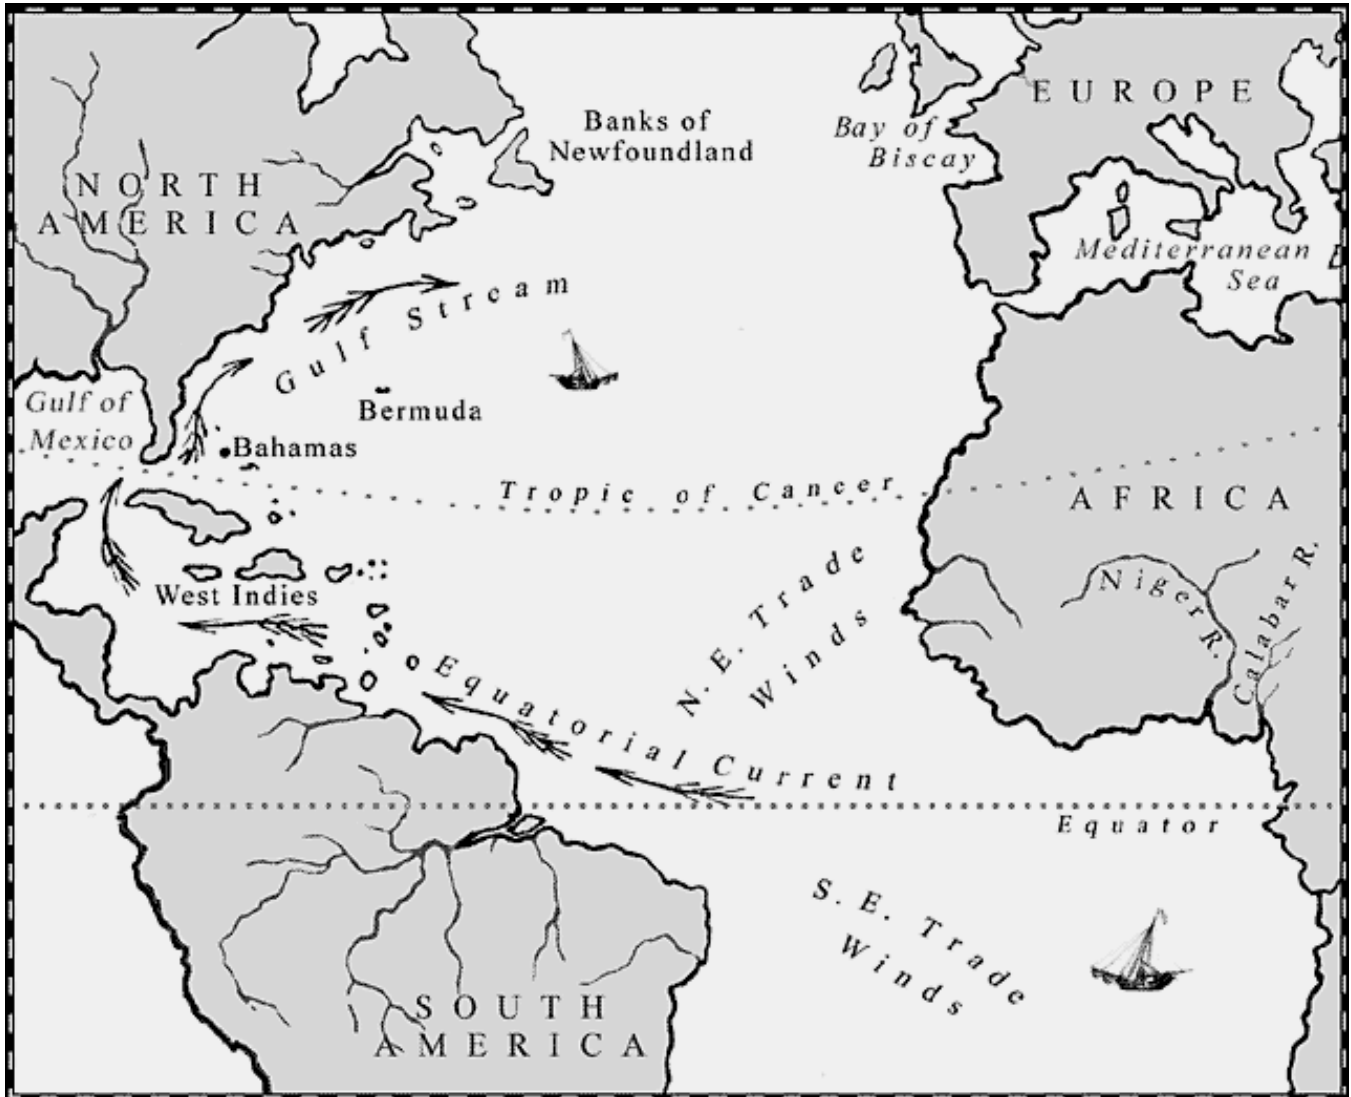 Banks of
Newfoundland
EUROPE
Bay of
Biscay
NORTH
AMERICA
Mediterranean
Sea
Gulf Stream
Gulf of
Mexico
Bermuda
Bahamas
Tropic of Cancer
AFRICA
N. E. Trade
Winds
Niger R.
Calabar R.
West Indies
Equatorial Current
Equator
S. E. Trade
Winds
SOUTH
AMERICA